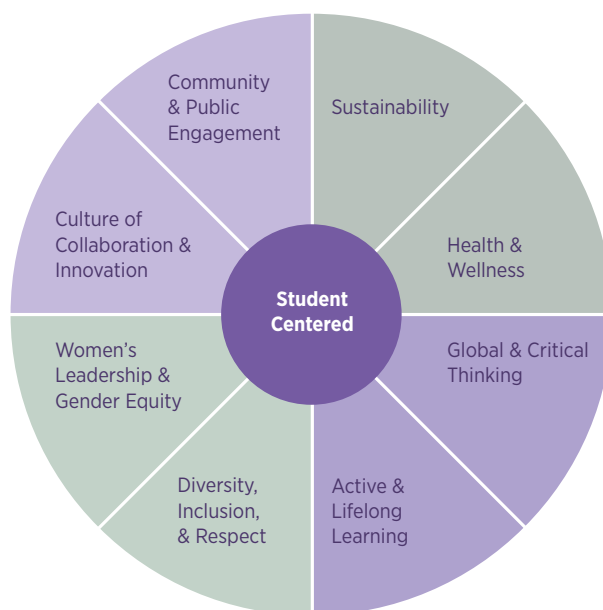 Community
& Public
Engagement
Sustainability
Culture of
Collaboration &
Innovation
Health &
Wellness
Student
Centered
Women’s
Leadership &
Gender Equity
Global & Critical
Thinking
Diversity,
Inclusion,
& Respect
Active &
Lifelong
Learning